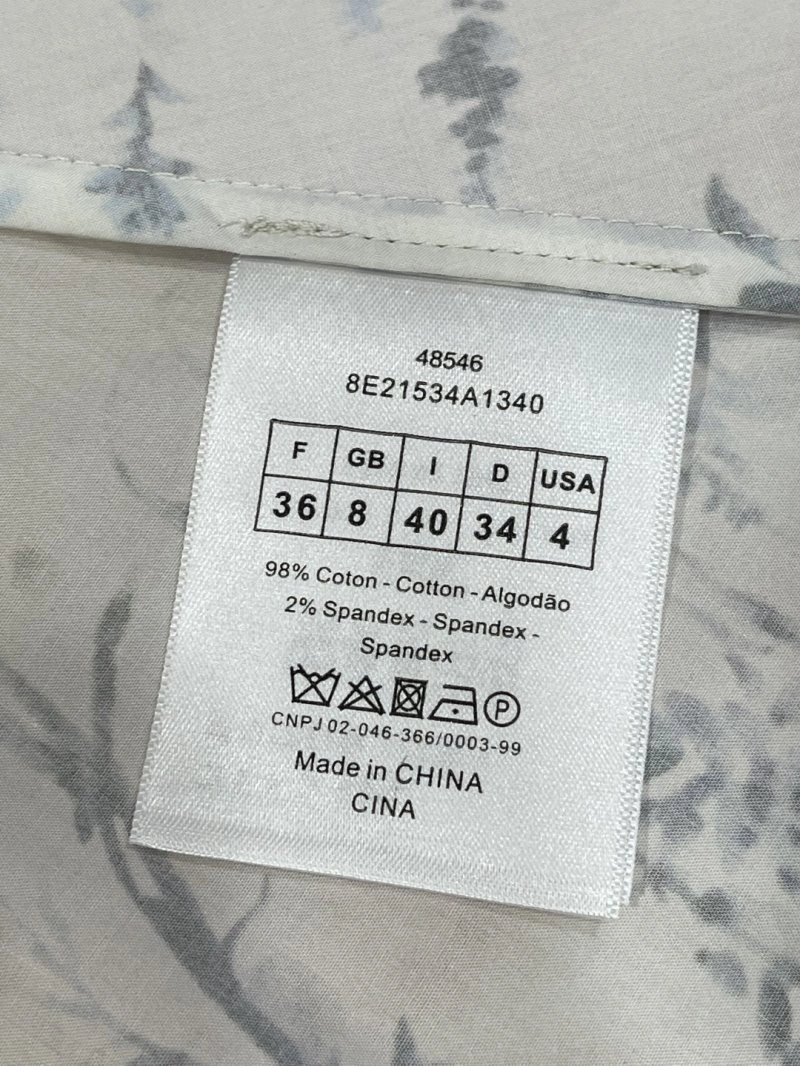 48546
8E21534A1340
F GB I D USA
36 8 40 34 4
98% Coton - Cotton - Algodão
2% Spandex - Spandex -
Spandex
P
CNPJ 02-046-366/0003-99
Made in CHINA
CINA